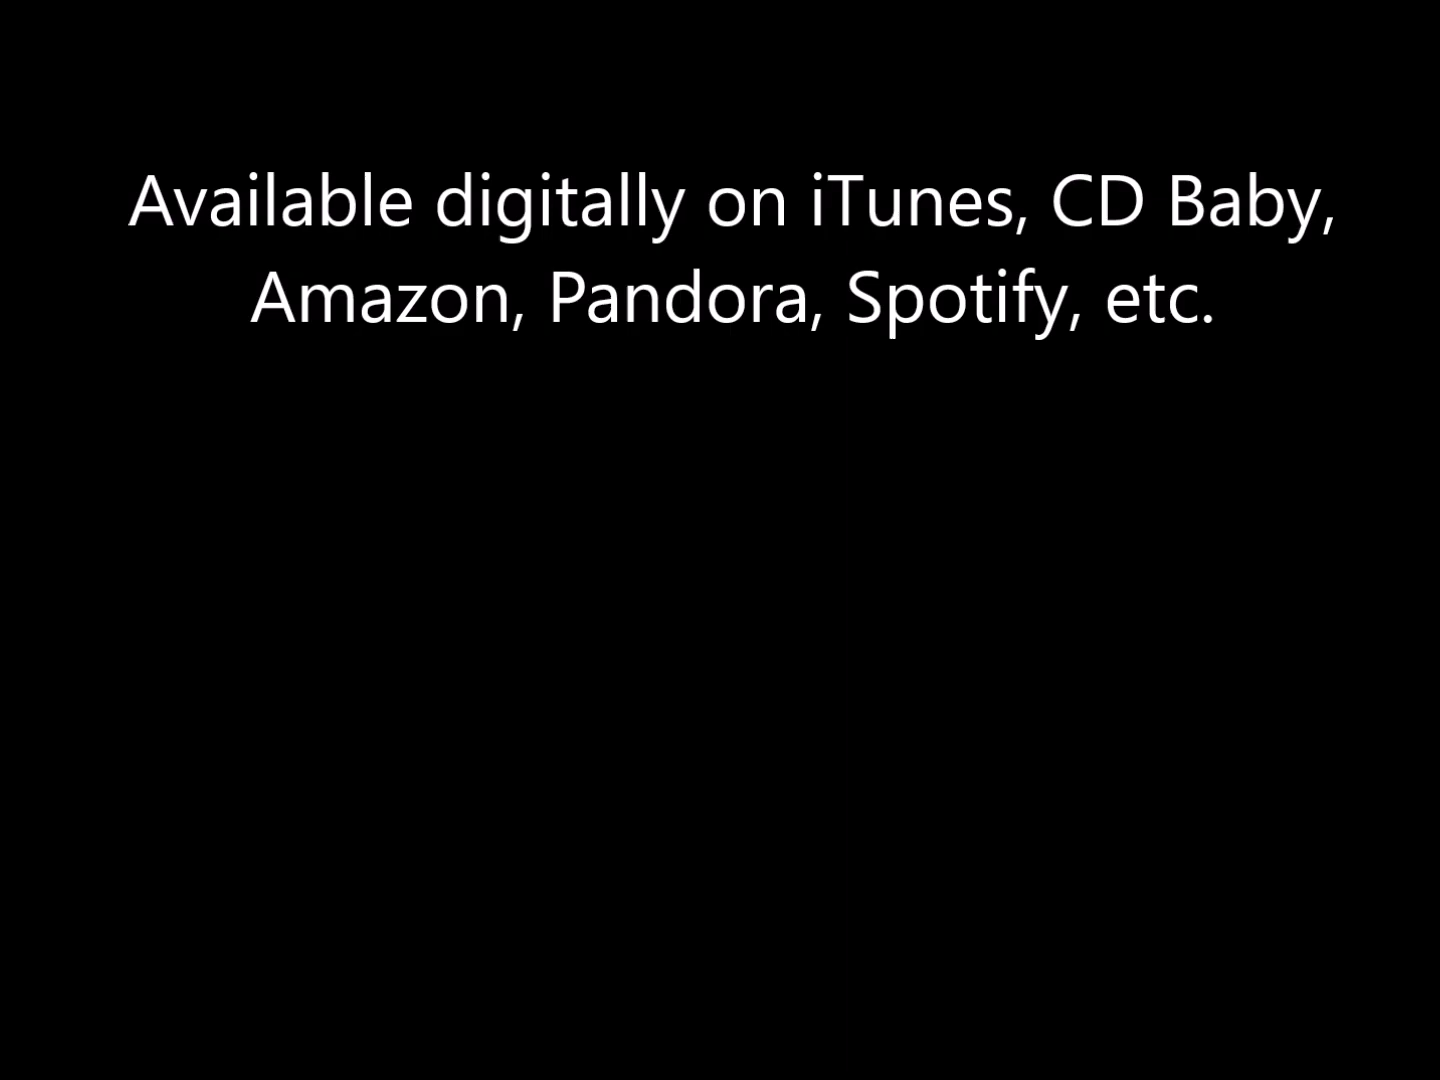 Available digitally on iTunes, CD Baby,
Amazon, Pandora, Spotify, etc.